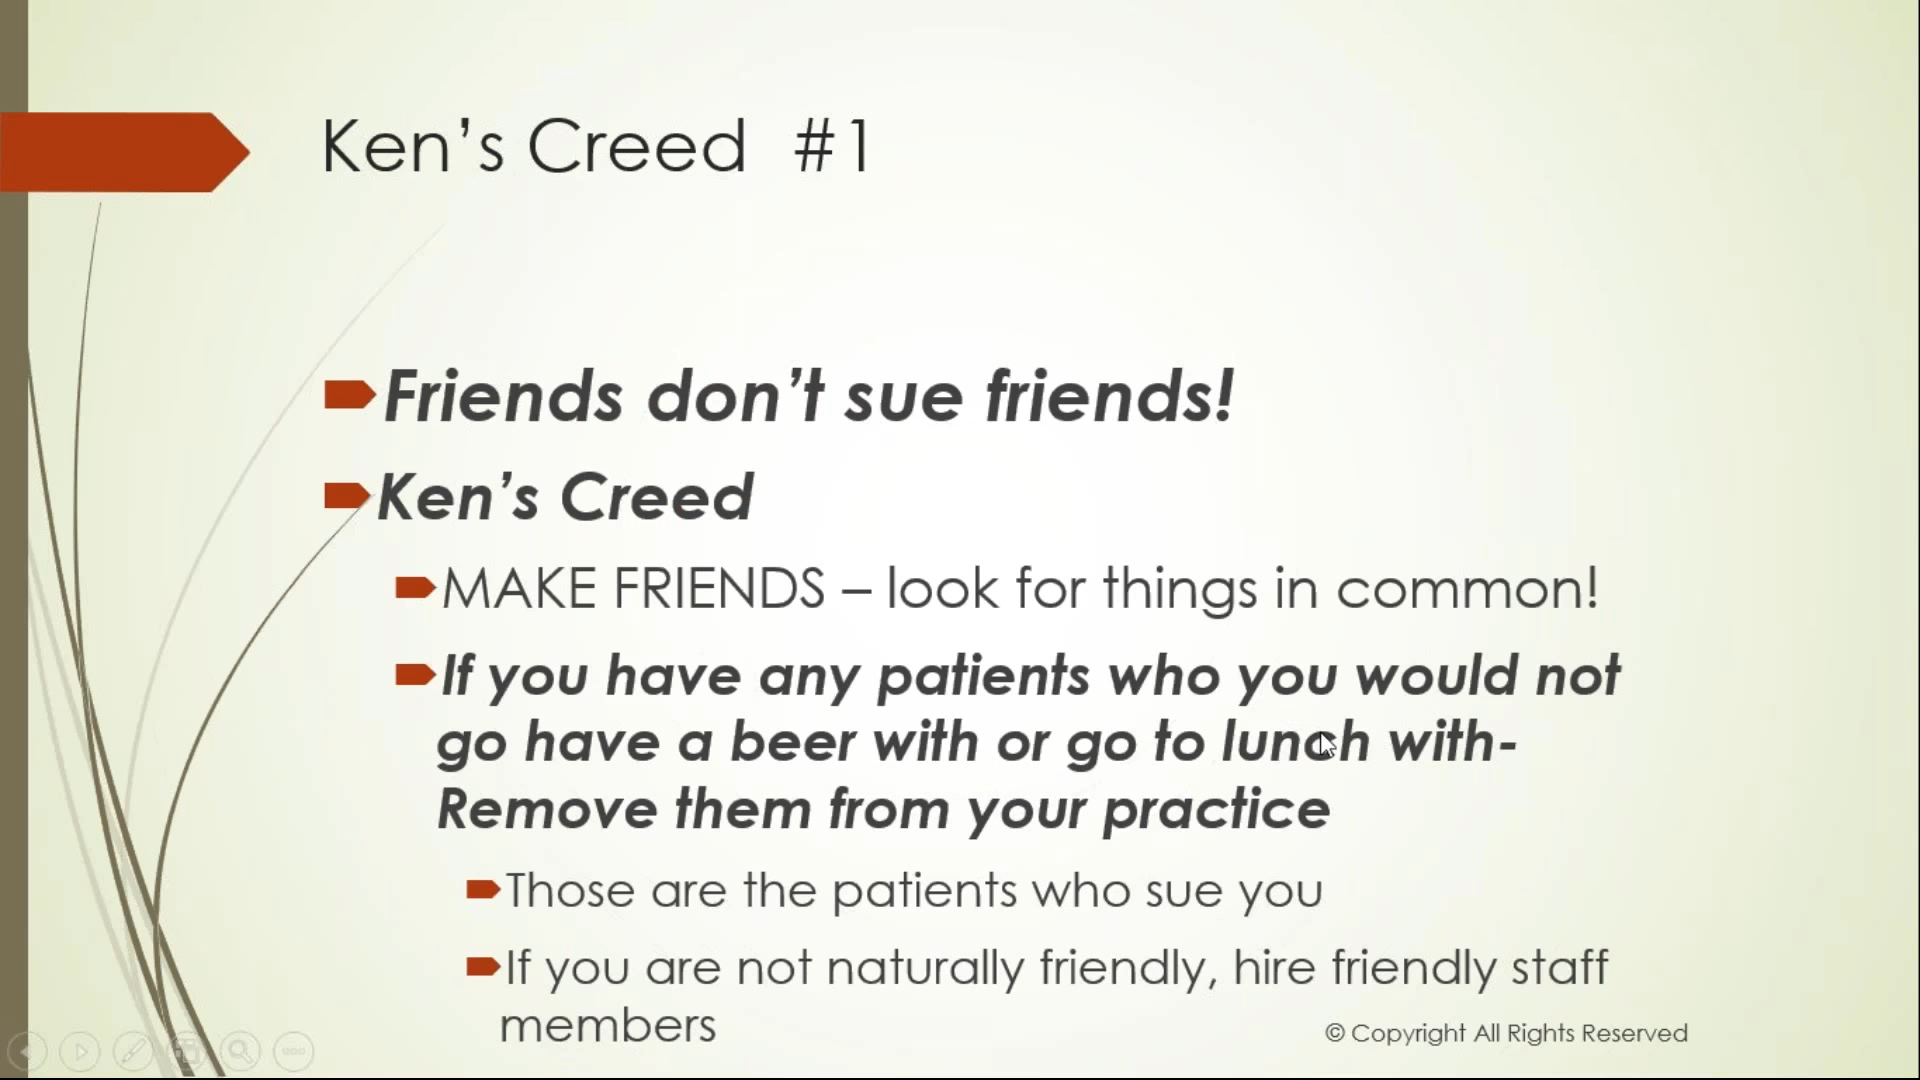 Ken’s Creed  #1
Friends don’t sue friends!
Ken’s Creed
MAKE FRIENDS – look for things in common!
If you have any patients who you would not
go have a beer with or go to lunch with-
Remove them from your practice
Those are the patients who sue you
If you are not naturally friendly, hire friendly staff
members
© Copyright All Rights Reserved